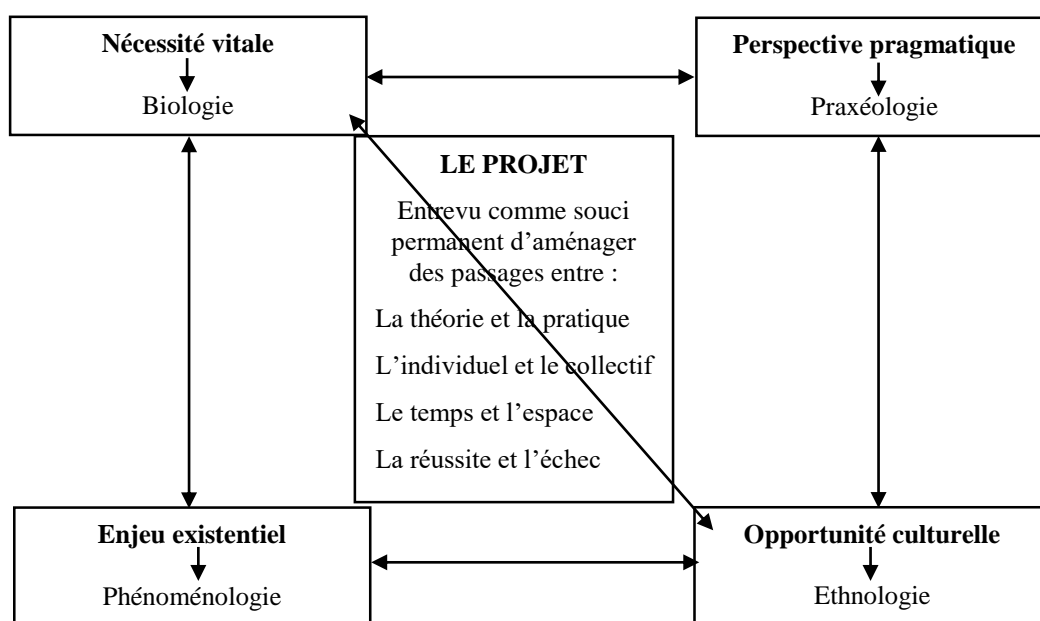 Nécessité vitale
Biologie
Perspective pragmatique
Praxéologie
LE PROJET
Entrevu comme souci
permanent d’aménager
des passages entre :
La théorie et la pratique
L’individuel et le collectif
Le temps et l’espace
La réussite et l’échec
Enjeu existentiel
Phénoménologie
Opportunité culturelle
Ethnologie